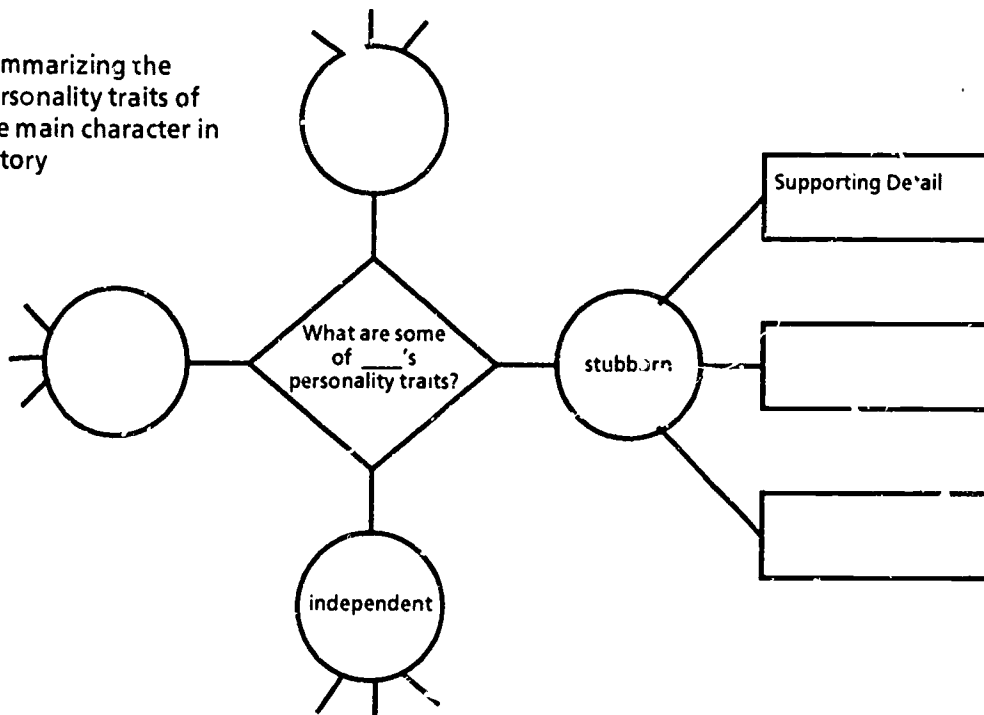 mmarizing the
rsonality traits of
e main character in
tory
Supporting Detail
What are some
of ___'s
personality traits?
stubborn
independent